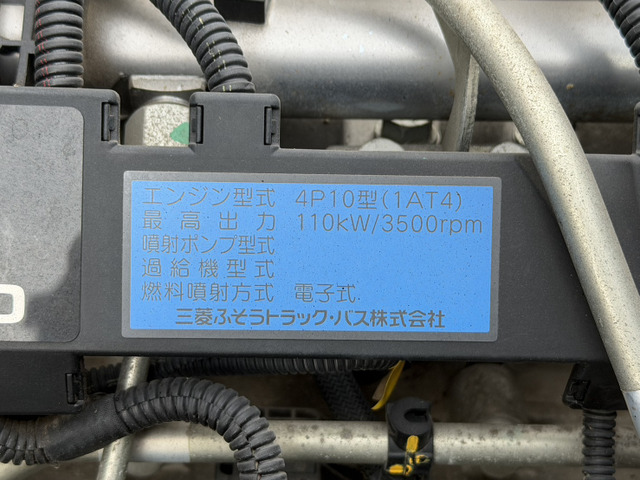 エンジン型式 4P10型(1AT4)
最高出力 110kW/3500rpm
噴射ポンプ型式
過給機型式
燃料噴射方式 電子式
三菱ふそうトラック・バス株式会社